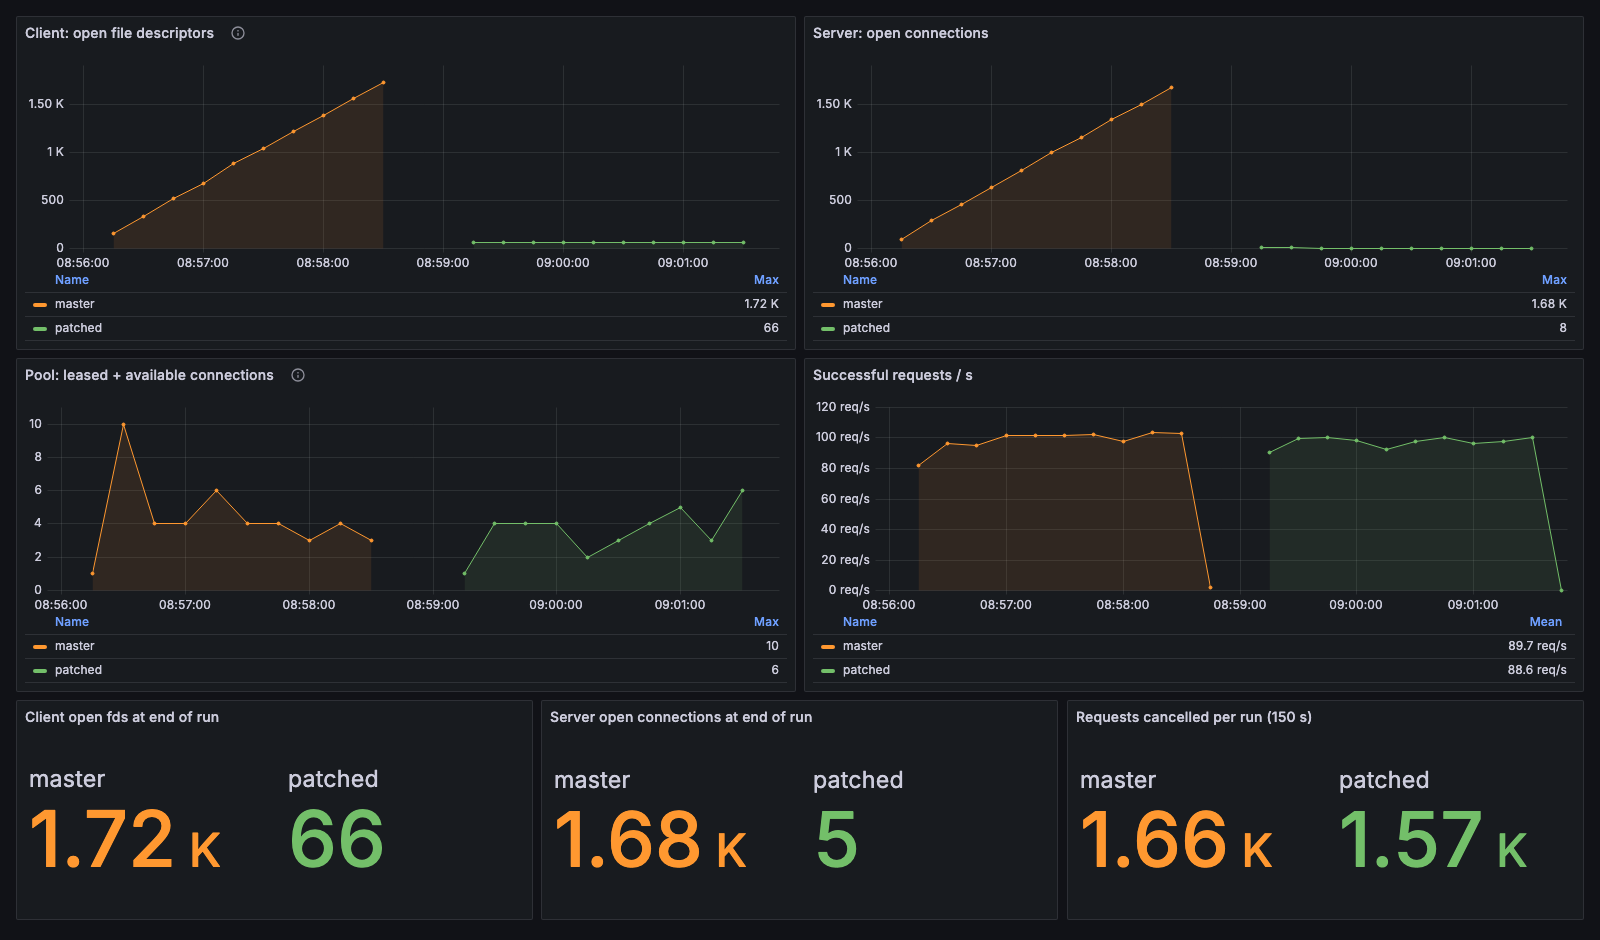 Client: open file descriptors
1.50 K
1 K
500
0
08:56:00 08:57:00 08:58:00 08:59:00 09:00:00 09:01:00
Name Max
master 1.72 K
patched 66
Server: open connections
1.50 K
1 K
500
0
08:56:00 08:57:00 08:58:00 08:59:00 09:00:00 09:01:00
Name Max
master 1.68 K
patched 8
Pool: leased + available connections
10
8
6
4
2
0
08:56:00 08:57:00 08:58:00 08:59:00 09:00:00 09:01:00
Name Max
master 10
patched 6
Successful requests / s
120 req/s
100 req/s
80 req/s
60 req/s
40 req/s
20 req/s
0 req/s
08:56:00 08:57:00 08:58:00 08:59:00 09:00:00 09:01:00
Name Mean
master 89.7 req/s
patched 88.6 req/s
Client open fds at end of run
master patched
1.72 K 66
Server open connections at end of run
master patched
1.68 K 5
Requests cancelled per run (150 s)
master patched
1.66 K 1.57 K